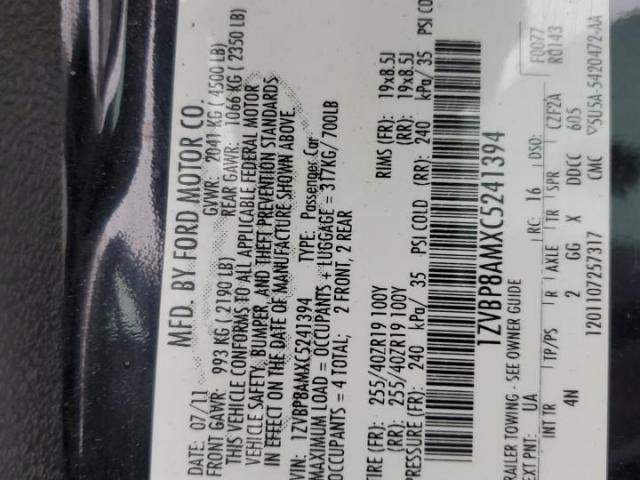 MFD. BY FORD MOTOR CO.
DATE: 07/11 GVWR: 2041 KG ( 4500 LB)
FRONT GAWR: 993 KG ( 2190 LB) REAR GAWR: 1066 KG ( 2350 LB)
THIS VEHICLE CONFORMS TO ALL APPLICABLE FEDERAL MOTOR
VEHICLE SAFETY, BUMPER, AND THEFT PREVENTION STANDARDS
IN EFFECT ON THE DATE OF MANUFACTURE SHOWN ABOVE.
VIN: 1ZVBP8AMXC5241394 TYPE: Passenger Car
MAXIMUM LOAD = OCCUPANTS + LUGGAGE = 317KG/ 700LB
OCCUPANTS = 4 TOTAL; 2 FRONT, 2 REAR
TIRE (FR): 255/40ZR19 100Y RIMS (FR): 19x8.5J
(RR): 255/40ZR19 100Y (RR): 19x8.5J
PRESSURE (FR): 240 kPa/ 35 PSI COLD (RR): 240 kPa/ 35 PSI CO
1ZVBP8AMXC5241394
RAILER TOWING - SEE OWNER GUIDE F0077
EXT PNT: UA RC: 16 DSO: R0143
INT TR TP/PS R AXLE TR SPR CZF2A
4N 2 GG X DDCC 605
1201107257317 CMC 5U5A-5420472-AA